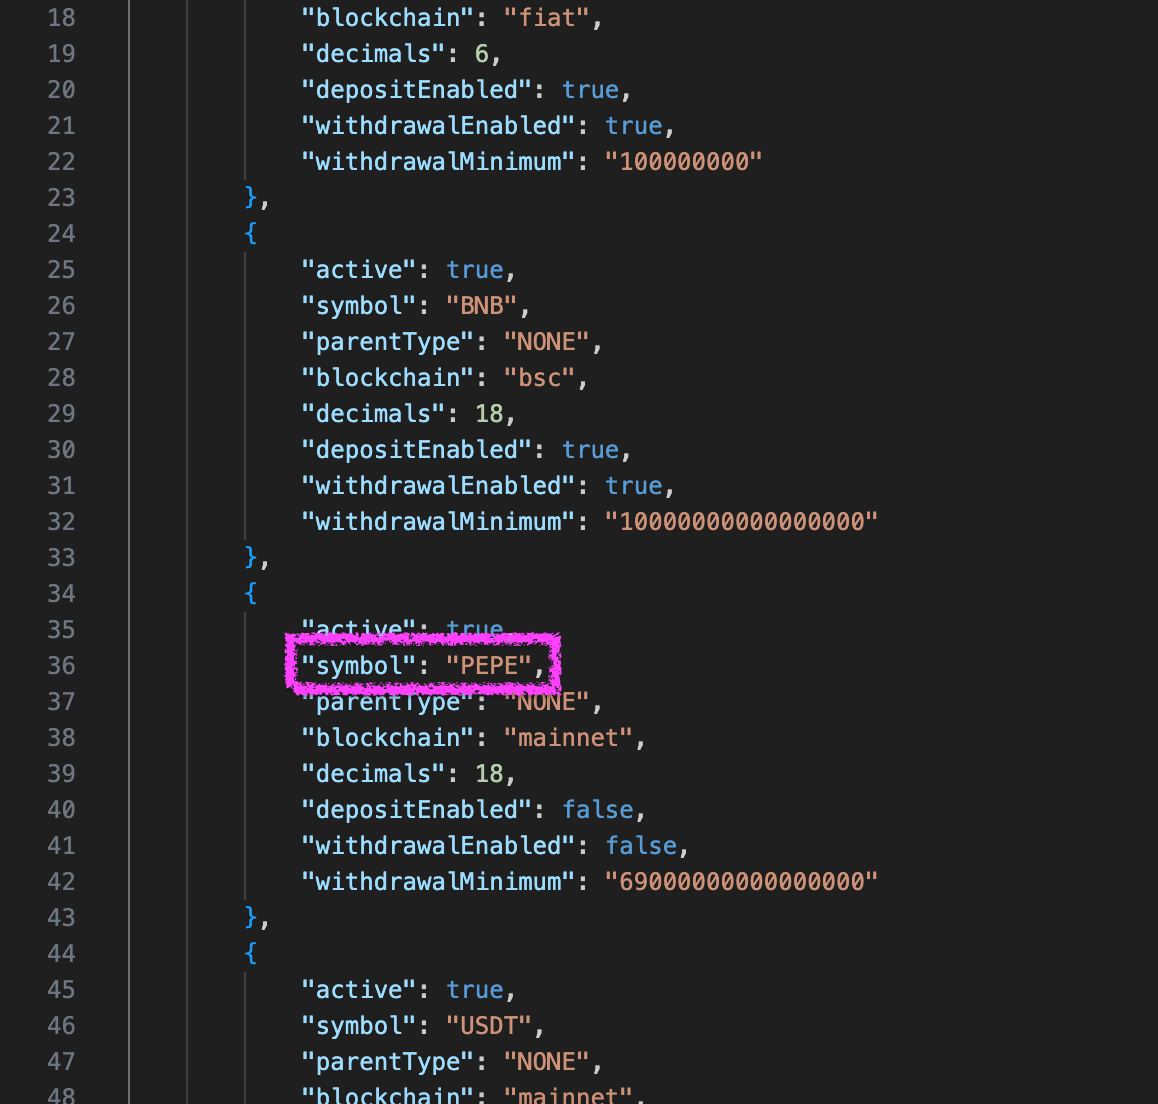 18 "blockchain": "fiat",
19 "decimals": 6,
20 "depositEnabled": true,
21 "withdrawalEnabled": true,
22 "withdrawalMinimum": "100000000"
23 },
24 {
25 "active": true,
26 "symbol": "BNB",
27 "parentType": "NONE",
28 "blockchain": "bsc",
29 "decimals": 18,
30 "depositEnabled": true,
31 "withdrawalEnabled": true,
32 "withdrawalMinimum": "10000000000000000"
33 },
34 {
35 "active": true
36 "symbol": "PEPE",
37 "parentType": "NONE",
38 "blockchain": "mainnet",
39 "decimals": 18,
40 "depositEnabled": false,
41 "withdrawalEnabled": false,
42 "withdrawalMinimum": "69000000000000000"
43 },
44 {
45 "active": true,
46 "symbol": "USDT",
47 "parentType": "NONE",
48 "blockchain": "mainnet",